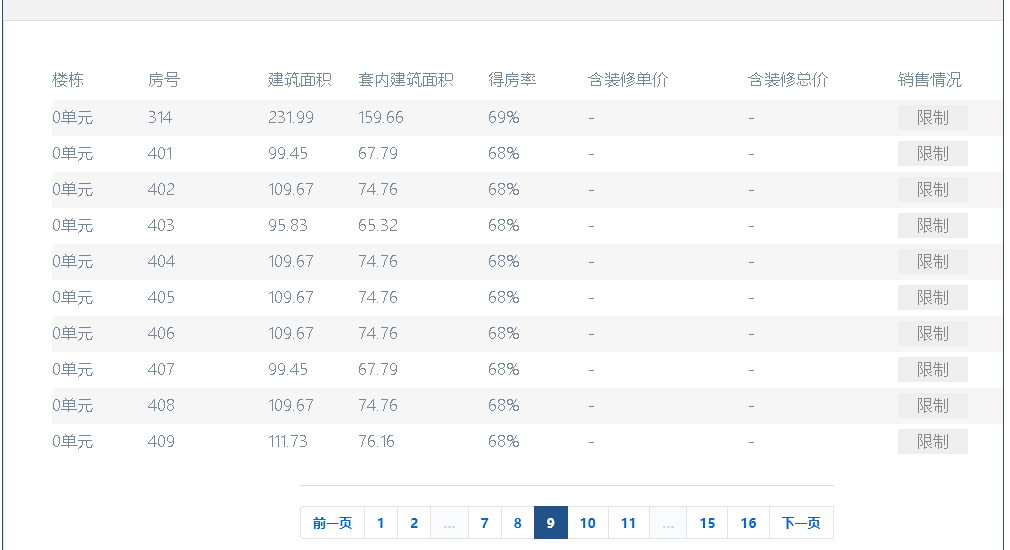 楼栋 房号 建筑面积 套内建筑面积 得房率 含装修单价 含装修总价 销售情况
0单元 314 231.99 159.66 69% - - 限制
0单元 401 99.45 67.79 68% - - 限制
0单元 402 109.67 74.76 68% - - 限制
0单元 403 95.83 65.32 68% - - 限制
0单元 404 109.67 74.76 68% - - 限制
0单元 405 109.67 74.76 68% - - 限制
0单元 406 109.67 74.76 68% - - 限制
0单元 407 99.45 67.79 68% - - 限制
0单元 408 109.67 74.76 68% - - 限制
0单元 409 111.73 76.16 68% - - 限制
前一页 1 2 ... 7 8 9 10 11 ... 15 16 下一页